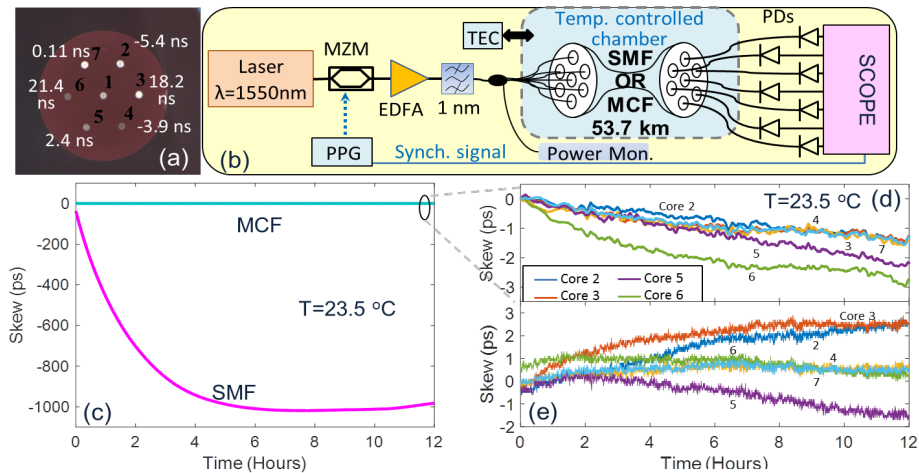 0.11 ns
7
2
-5.4 ns
21.4
ns
6
1
3
18.2
ns
5
4
2.4 ns
-3.9 ns
(a)
(b)
Laser
λ=1550nm
MZM
EDFA
1 nm
PPG
Synch. signal
Power Mon.
TEC
Temp. controlled
chamber
SMF
OR
MCF
53.7 km
PDs
SCOPE
0
-200
-400
-600
-800
-1000
Skew (ps)
MCF
T=23.5 °C
SMF
(c)
0 2 4 6 8 10 12
Time (Hours)
0
-1
-2
-3
Skew (ps)
Core 2
T=23.5 °C
(d)
4
3
7
5
6
Core 2
Core 5
Core 3
Core 6
3
2
1
0
-1
-2
Skew (ps)
Core 3
2
6
4
7
5
(e)
0 2 4 6 8 10 12
Time (Hours)